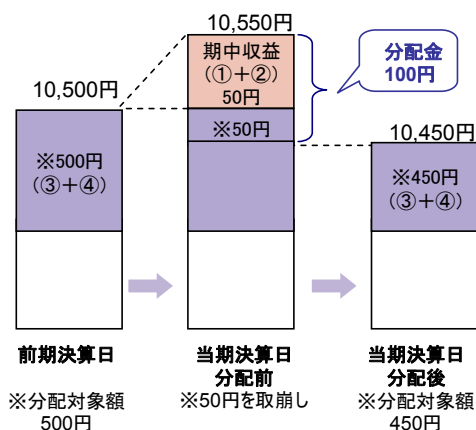 10,550円
期中収益
(①+②)
50円
分配金
100円
10,500円
※50円
10,450円
※500円
(③+④)
※450円
(③+④)
前期決算日
当期決算日
分配前
当期決算日
分配後
※分配対象額
500円
※50円を取崩し
※分配対象額
450円